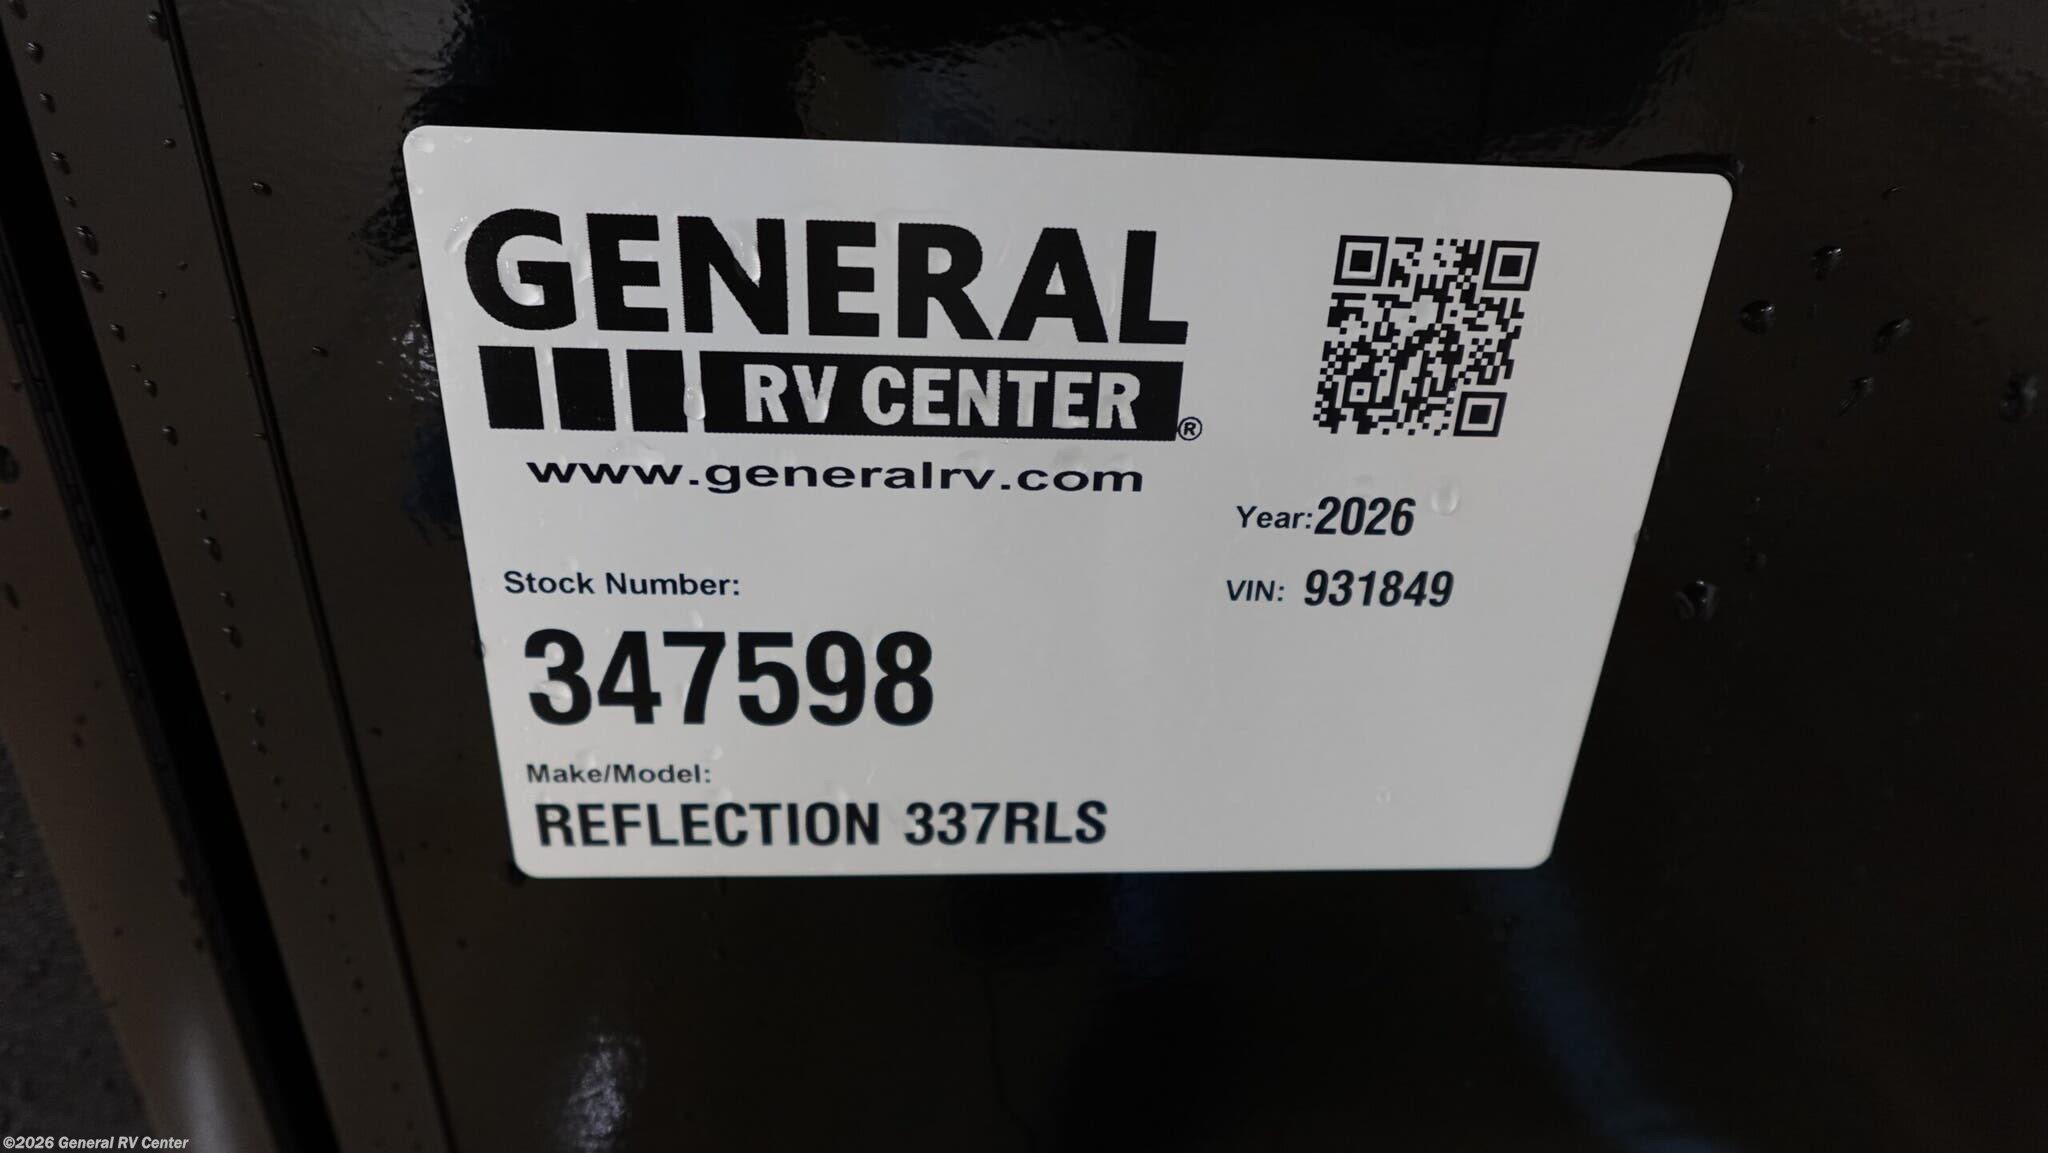 GENERAL
RV CENTER®
www.generalrv.com
Year: 2026
VIN: 931849
Stock Number:
347598
Make/Model:
REFLECTION 337RLS
©2026 General RV Center